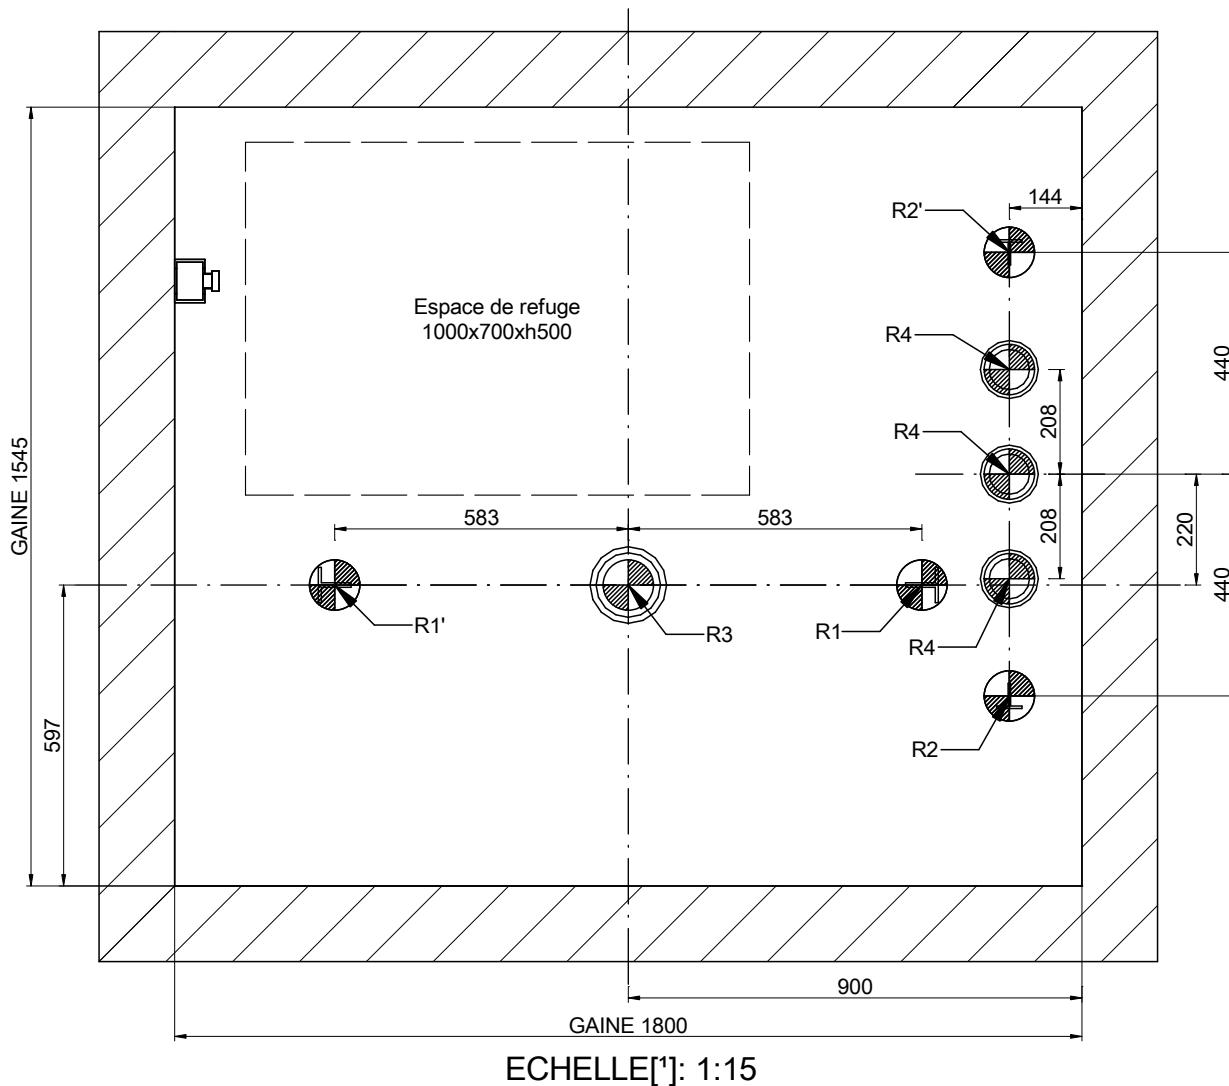 144
R2'
440
Espace de refuge
1000x700xh500
R4
208
R4
GAINE 1545
583
583
208
220
440
R1'
R3
R1
R4
597
R2
900
GAINE 1800
ECHELLE[¹]: 1:15